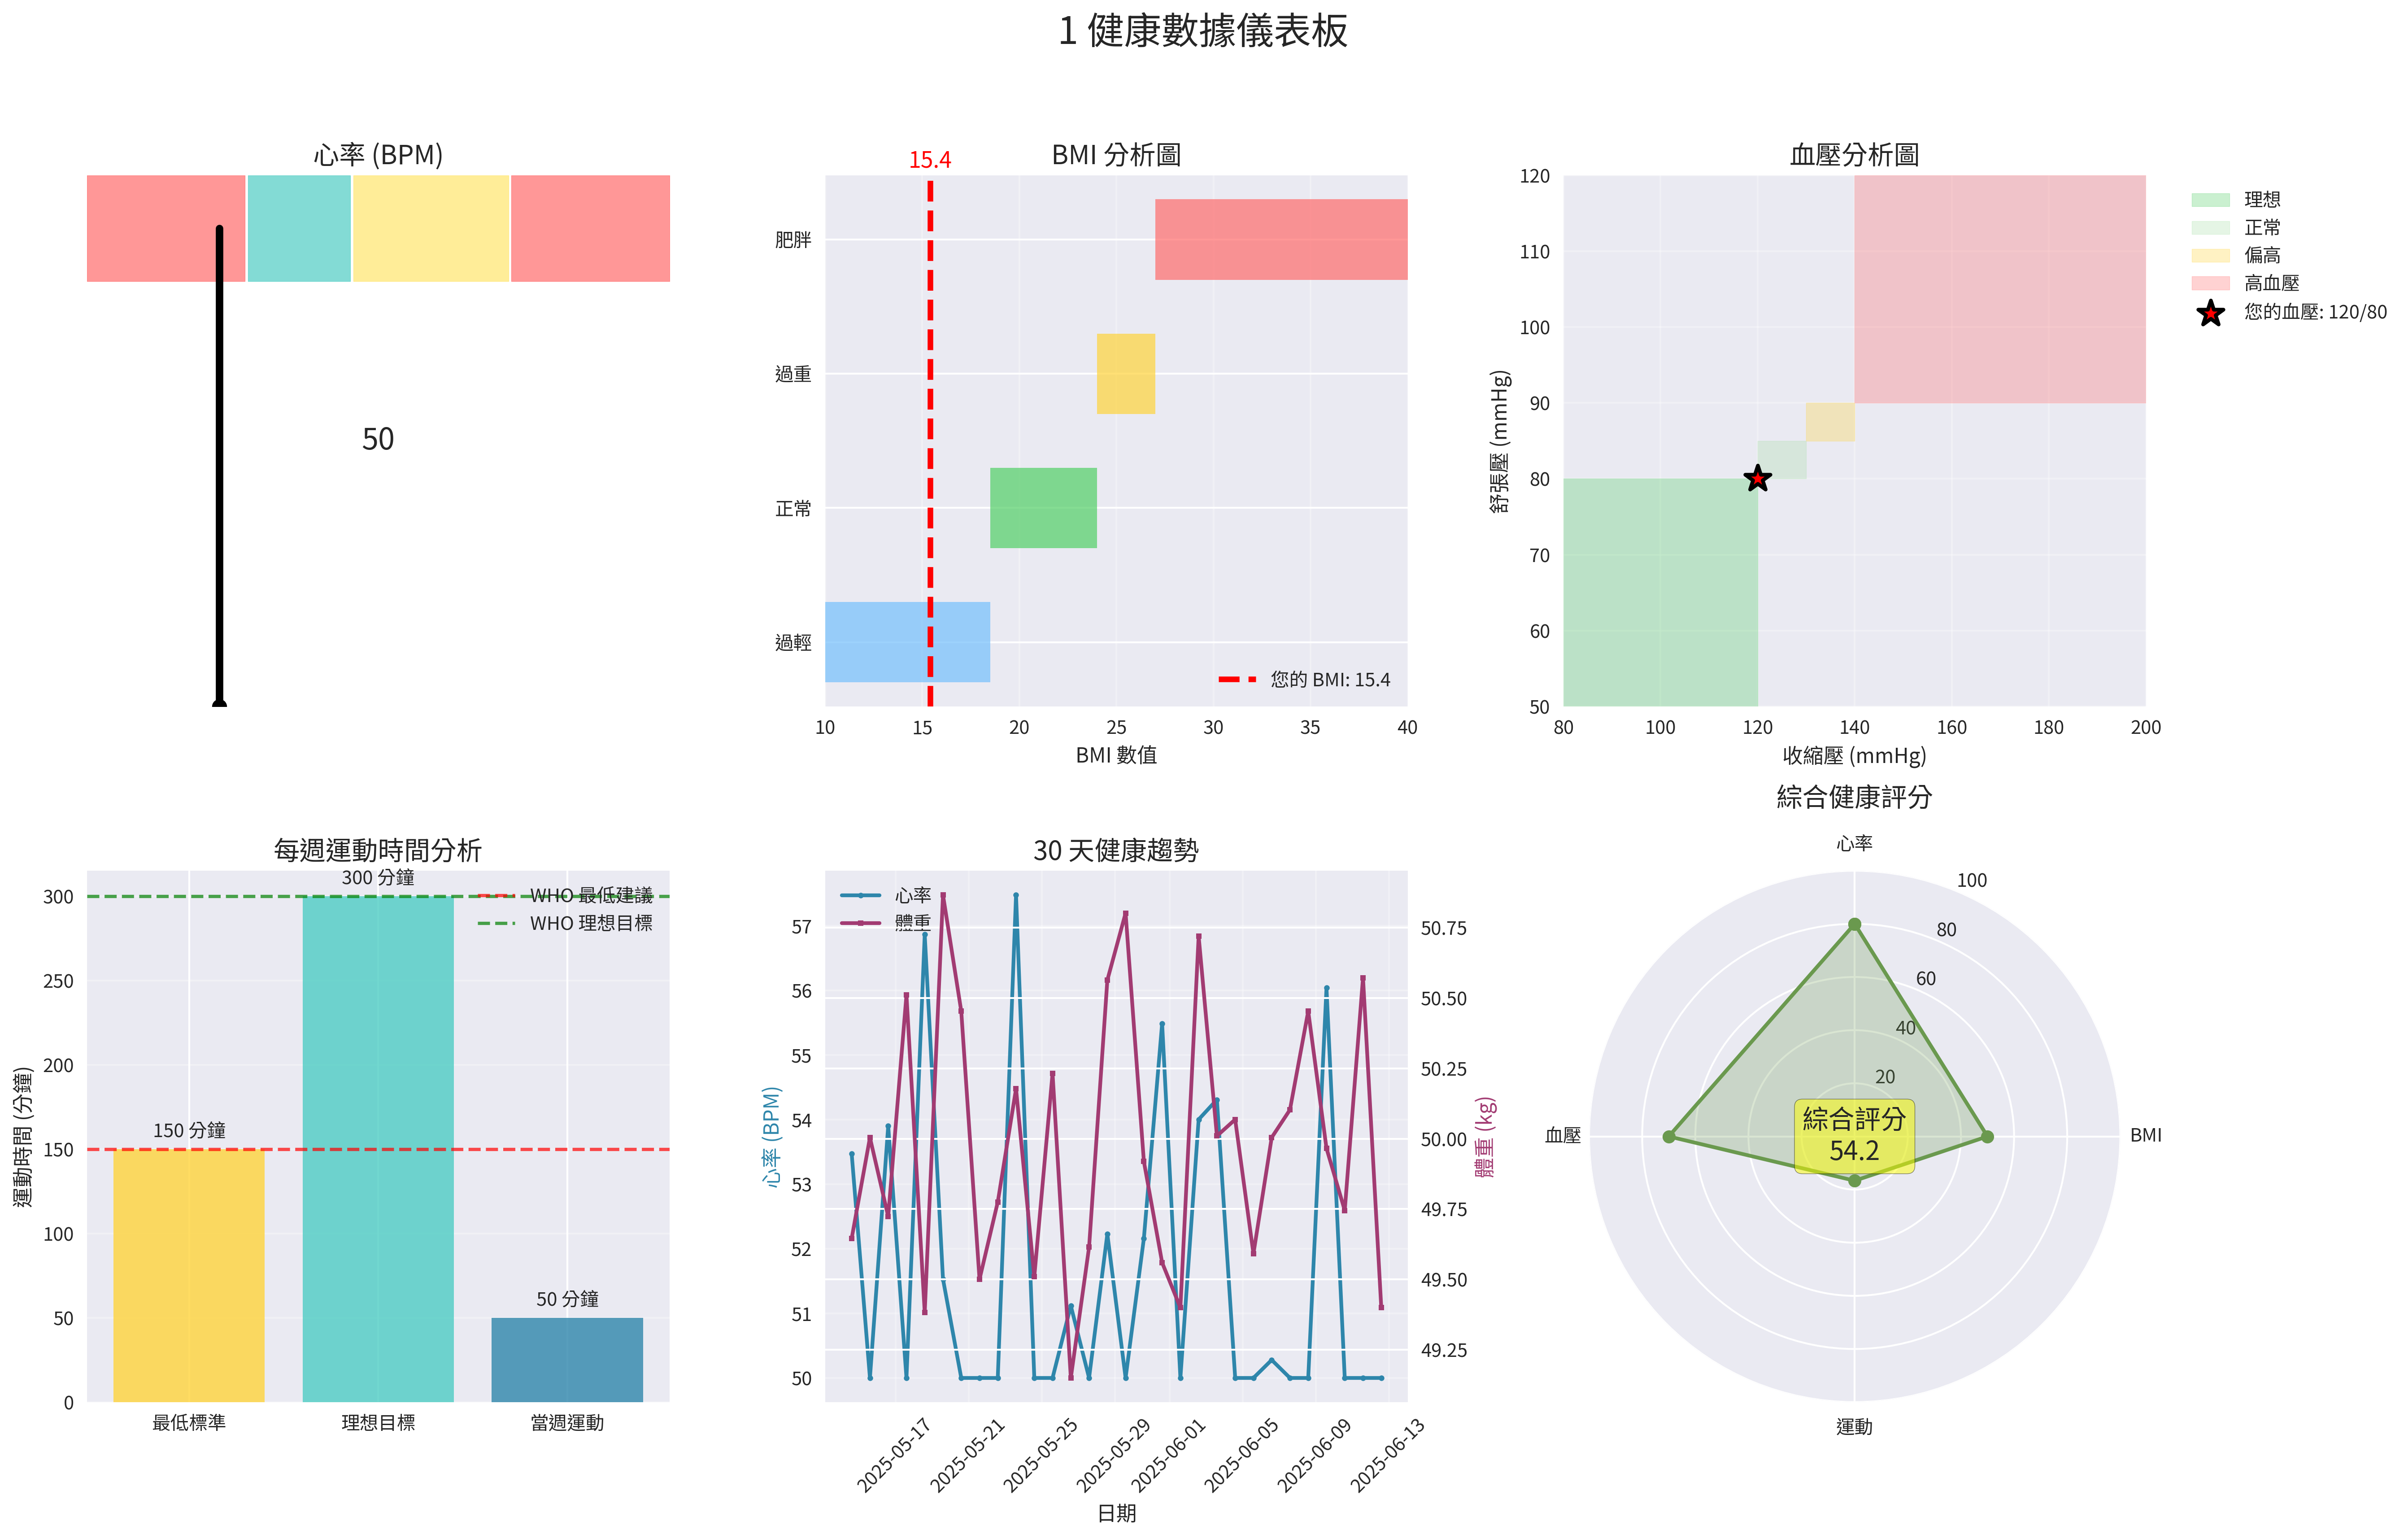 1 健康數據儀表板
心率 (BPM)
50
BMI 分析圖
15.4
肥胖
過重
正常
過輕
您的 BMI: 15.4
10 15 20 25 30 35 40
BMI 數值
血壓分析圖
舒張壓 (mmHg)
120
110
100
90
80
70
60
50
80 100 120 140 160 180 200
收縮壓 (mmHg)
理想
正常
偏高
高血壓
您的血壓: 120/80
每週運動時間分析
運動時間 (分鐘)
300
250
200
150
100
50
0
150 分鐘
300 分鐘
50 分鐘
WHO 最低建議
WHO 理想目標
最低標準 理想目標 當週運動
30 天健康趨勢
心率
體重
心率 (BPM)
57
56
55
54
53
52
51
50
50.75
50.50
50.25
50.00
49.75
49.50
49.25
體重 (kg)
2025-05-17 2025-05-21 2025-05-25 2025-05-29 2025-06-01 2025-06-05 2025-06-09 2025-06-13
日期
綜合健康評分
心率
100
80
60
40
20
血壓
BMI
運動
綜合評分
54.2